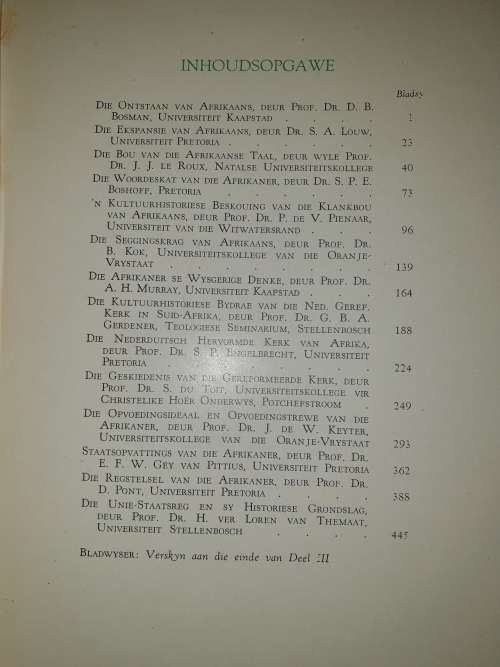 INHOUDSOPGAWE
Bladsy
DIE ONTSTAAN VAN AFRIKAANS, DEUR PROF. DR. D. B.
BOSMAN, UNIVERSITEIT KAAPSTAD . . . . 1
DIE EKSPANSIE VAN AFRIKAANS, DEUR DR. S. A. LOUW,
UNIVERSITEIT PRETORIA . . . . . . 23
DIE BOU VAN DIE AFRIKAANSE TAAL, DEUR WYLE PROF.
DR. J. J. LE ROUX, NATALSE UNIVERSITEITSKOLLEGE 40
DIE WOORDESKAT VAN DIE AFRIKANER, DEUR DR. S. P. E.
BOSHOFF, PRETORIA . . . . . . 73
'N KULTUURHISTORIESE BESKOUING VAN DIE KLANKBOU
VAN AFRIKAANS, DEUR PROF. DR. P. DE V. PIENAAR,
UNIVERSITEIT VAN DIE WITWATERSRAND . . . 96
DIE SEGGINGSKRAG VAN AFRIKAANS, DEUR PROF. DR.
B. KOK, UNIVERSITEITSKOLLEGE VAN DIE ORANJE-
VRYSTAAT . . . . . . . . 139
DIE AFRIKANER SE WYSGERIGE DENKE, DEUR PROF. DR.
A. H. MURRAY, UNIVERSITEIT KAAPSTAD . . . 164
DIE KULTUURHISTORIESE BYDRAE VAN DIE NED. GEREF.
KERK IN SUID-AFRIKA, DEUR PROF. DR. G. B. A.
GERDENER, TEOLOGIESE SEMINARIUM, STELLENBOSCH 188
DIE NEDERDUITSCH HERVORMDE KERK VAN AFRIKA,
DEUR PROF. DR. S. P. ENGELBRECHT, UNIVERSITEIT
PRETORIA . . . . . . . . 224
DIE GESKIEDENIS VAN DIE GEREFORMEERDE KERK, DEUR
PROF. DR. S. DU TOIT, UNIVERSITEITSKOLLEGE VIR
CHRISTELIKE HOËR ONDERWYS, POTCHEFSTROOM . 249
DIE OPVOEDINGSIDEAAL EN OPVOEDINGSTREWE VAN DIE
AFRIKANER, DEUR PROF. DR. J. DE W. KEYTER,
UNIVERSITEITSKOLLEGE VAN DIE ORANJE-VRYSTAAT 293
STAATSOPVATTINGS VAN DIE AFRIKANER, DEUR PROF. DR.
E. F. W. GEY VAN PITTIUS, UNIVERSITEIT PRETORIA 362
DIE REGSTELSEL VAN DIE AFRIKANER, DEUR PROF. DR.
D. PONT, UNIVERSITEIT PRETORIA . . . . 388
DIE UNIE-STAATSREG EN SY HISTORIESE GRONDSLAG,
DEUR PROF. DR. H. VER LOREN VAN THEMAAT,
UNIVERSITEIT STELLENBOSCH . . . . 445
BLADWYSER: Verskyn aan die einde van Deel III